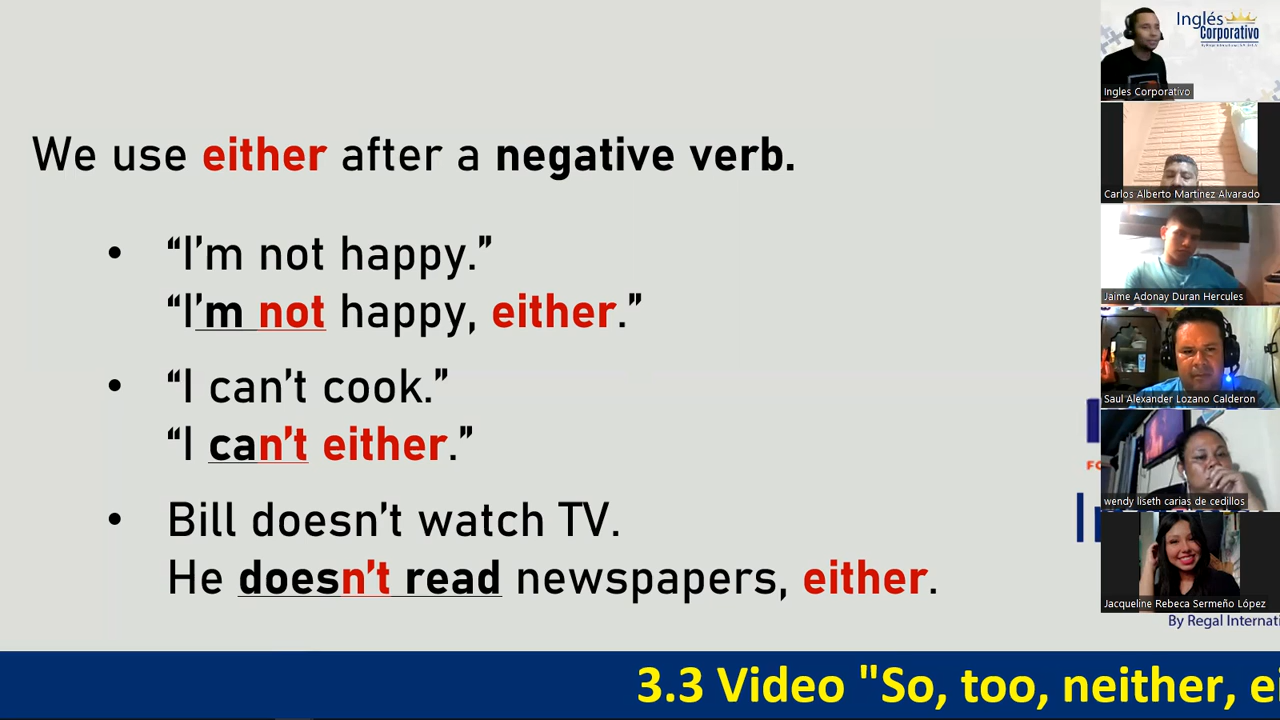 We use either after a negative verb.
• “I’m not happy.”
“I’m not happy, either.”
• “I can’t cook.”
“I can’t either.”
• Bill doesn’t watch TV.
He doesn’t read newspapers, either.
3.3 Video "So, too, neither, ei
Inglés
Corporativo
Ingles Corporativo
Carlos Alberto Martinez Alvarado
Jaime Adonay Duran Hercules
Saul Alexander Lozano Calderon
wendy liseth carias de cedillos
Jacqueline Rebeca Sermeño López
By Regal Internati